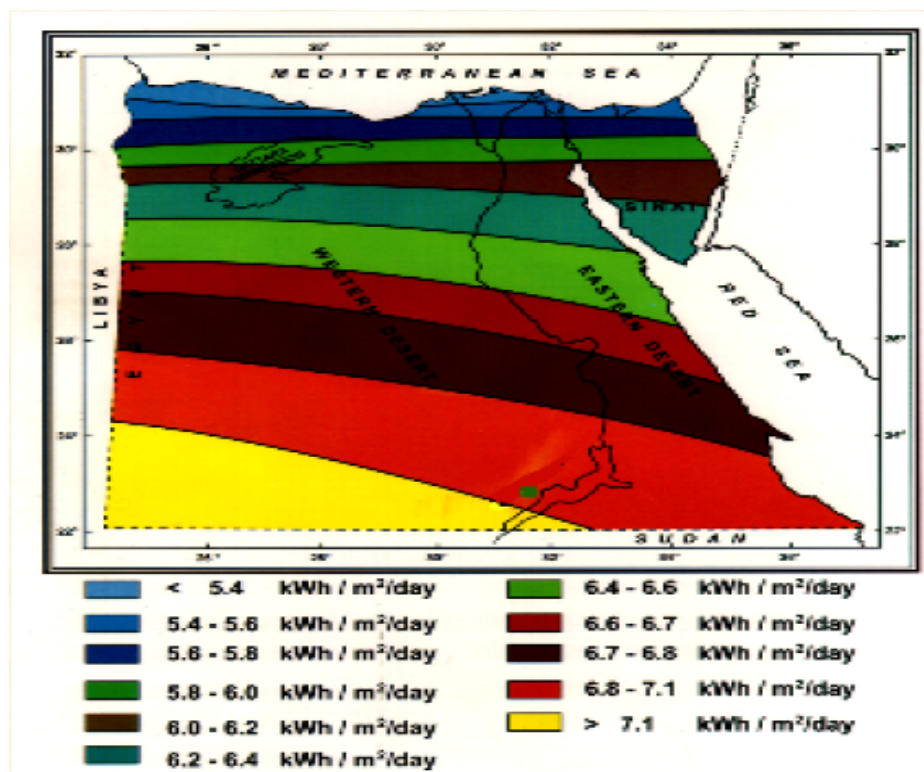 MEDITERRANEAN SEA
SINAI
LIBYA
EGYPT
WESTERN DESERT
EASTERN DESERT
RED SEA
SUDAN
< 5.4 kWh / m²/day
5.4 - 5.6 kWh / m²/day
5.6 - 5.8 kWh / m²/day
5.8 - 6.0 kWh / m²/day
6.0 - 6.2 kWh / m²/day
6.2 - 6.4 kWh / m²/day
6.4 - 6.6 kWh / m²/day
6.6 - 6.7 kWh / m²/day
6.7 - 6.8 kWh / m²/day
6.8 - 7.1 kWh / m²/day
> 7.1 kWh / m²/day